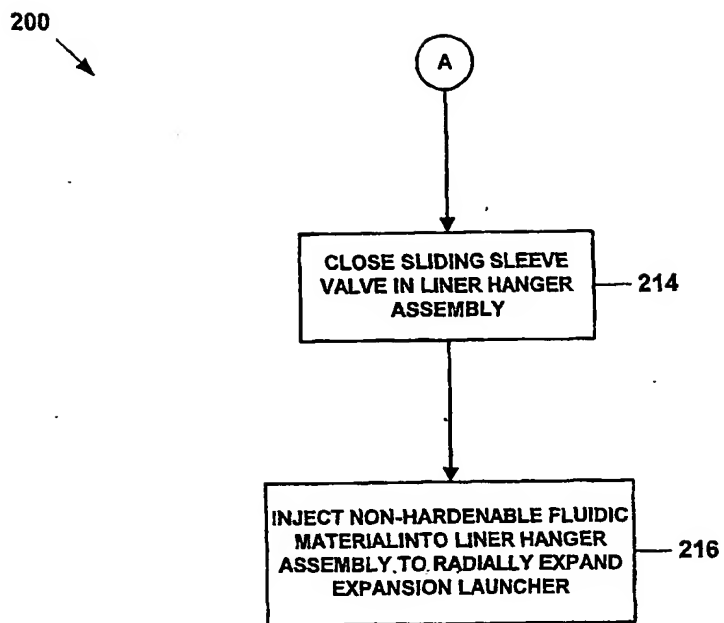 200
A
CLOSE SLIDING SLEEVE
VALVE IN LINER HANGER
ASSEMBLY
214
INJECT NON-HARDENABLE FLUIDIC
MATERIALINTO LINER HANGER
ASSEMBLY.TO RADIALLY EXPAND
EXPANSION LAUNCHER
216